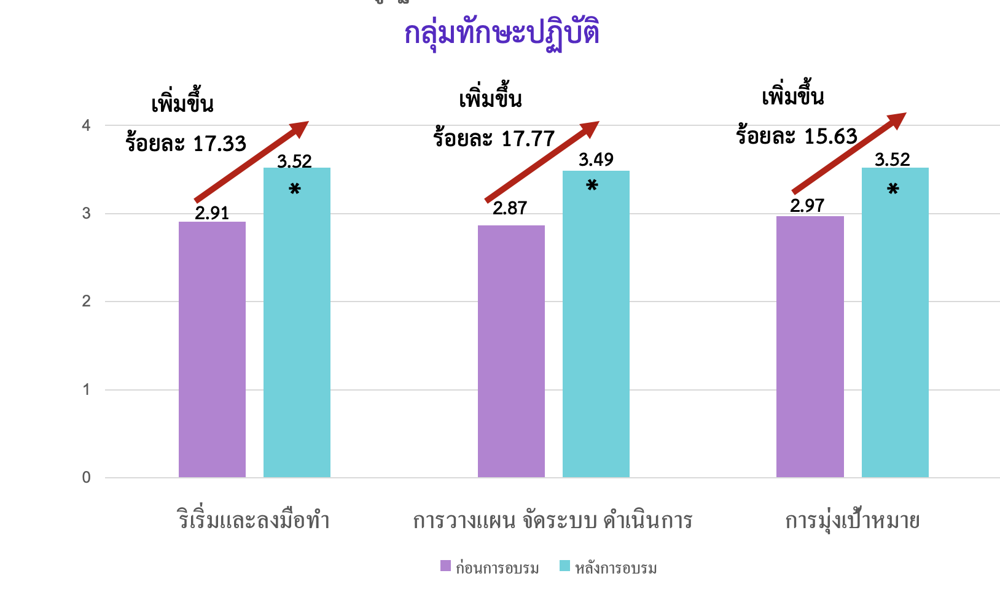 กลุ่มทักษะปฏิบัติ
เพิ่มขึ้น
ร้อยละ 17.33
เพิ่มขึ้น
ร้อยละ 17.77
เพิ่มขึ้น
ร้อยละ 15.63
4
3
2
1
0
2.91
3.52
*
2.87
3.49
*
2.97
3.52
*
ริเริ่มและลงมือทำ
การวางแผน จัดระบบ ดำเนินการ
การมุ่งเป้าหมาย
ก่อนการอบรม
หลังการอบรม